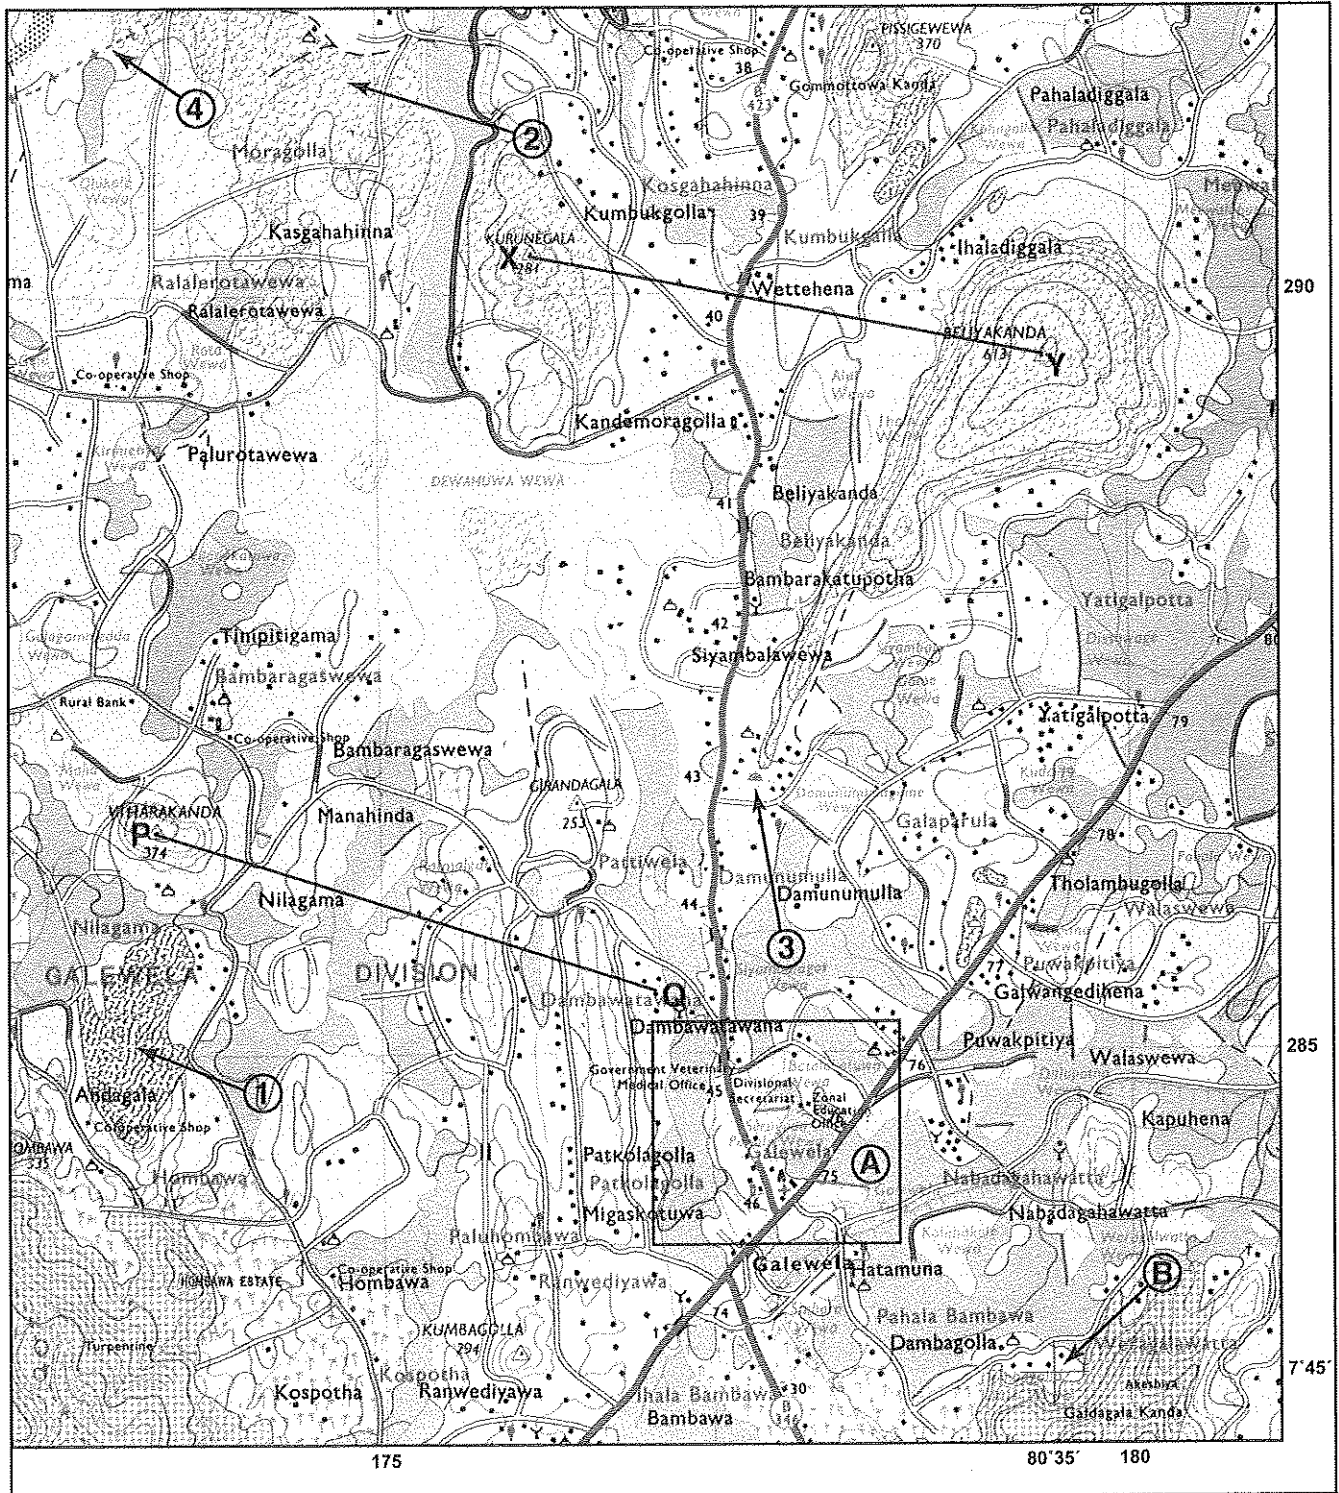 PISSIGEWEWA
370
Co-operative Shop
38
B
423
Gommottowa Kanda
Pahaladiggala
Pahaladiggala
4
2
Moragolla
Kosgahahinna
Kumbukgolla
39
Kasgahahinna
KURUNEGALA
X
281
Kumbukgolla
Ihaladiggala
Ralalerotawewa
Ralalerotawewa
Wettehena
290
40
BELIYAKANDA
613
Y
Co-operative Shop
Kandemoragolla
Palurotawewa
DEWAHUWA WEWA
41
Beliyakanda
Beliyakanda
Bambarakatupotha
Yatigalpotta
42
Tinipitigama
Siyambalawewa
80
Bambaragaswewa
Rural Bank
Co-operative Shop
Yatigalpotta
79
Bambaragaswewa
43
GIRANDAGALA
253
VITHARAKANDA
P
374
Manahinda
Galaparula
78
Pattiwela
Damunumulla
Damunumulla
Tholambugolla
Walaswewa
Nilagama
44
Nilagama
3
77
Puwakpitiya
GALEWELA DIVISION
Galwangedihena
Q
Dambawatawana
Dambawatawana
Puwakpitiya
Walaswewa
285
Government Veterinary
Medical Office
45
Divisional
Secretariat
Zonal
Education
Office
76
1
Andagala
Co-operative Shop
Kapuhena
Patkolagolla
Patkolagolla
Galewela
75
A
335
Hombawa
Migaskotuwa
46
Nabadagahawatta
Nabadagahawatta
Paluhombawa
Galewela
Hatamuna
B
HOMBAWA ESTATE
Co-operative Shop
Hombawa
Ranwediyawa
74
Pahala Bambawa
Dambagolla
Turpentine
KUMBAGOLLA
294
7°45'
Kospotha
Kospotha
Ranwediyawa
Ihala Bambawa
Bambawa
30
B
346
Galdagala Kanda
175
80°35'
180